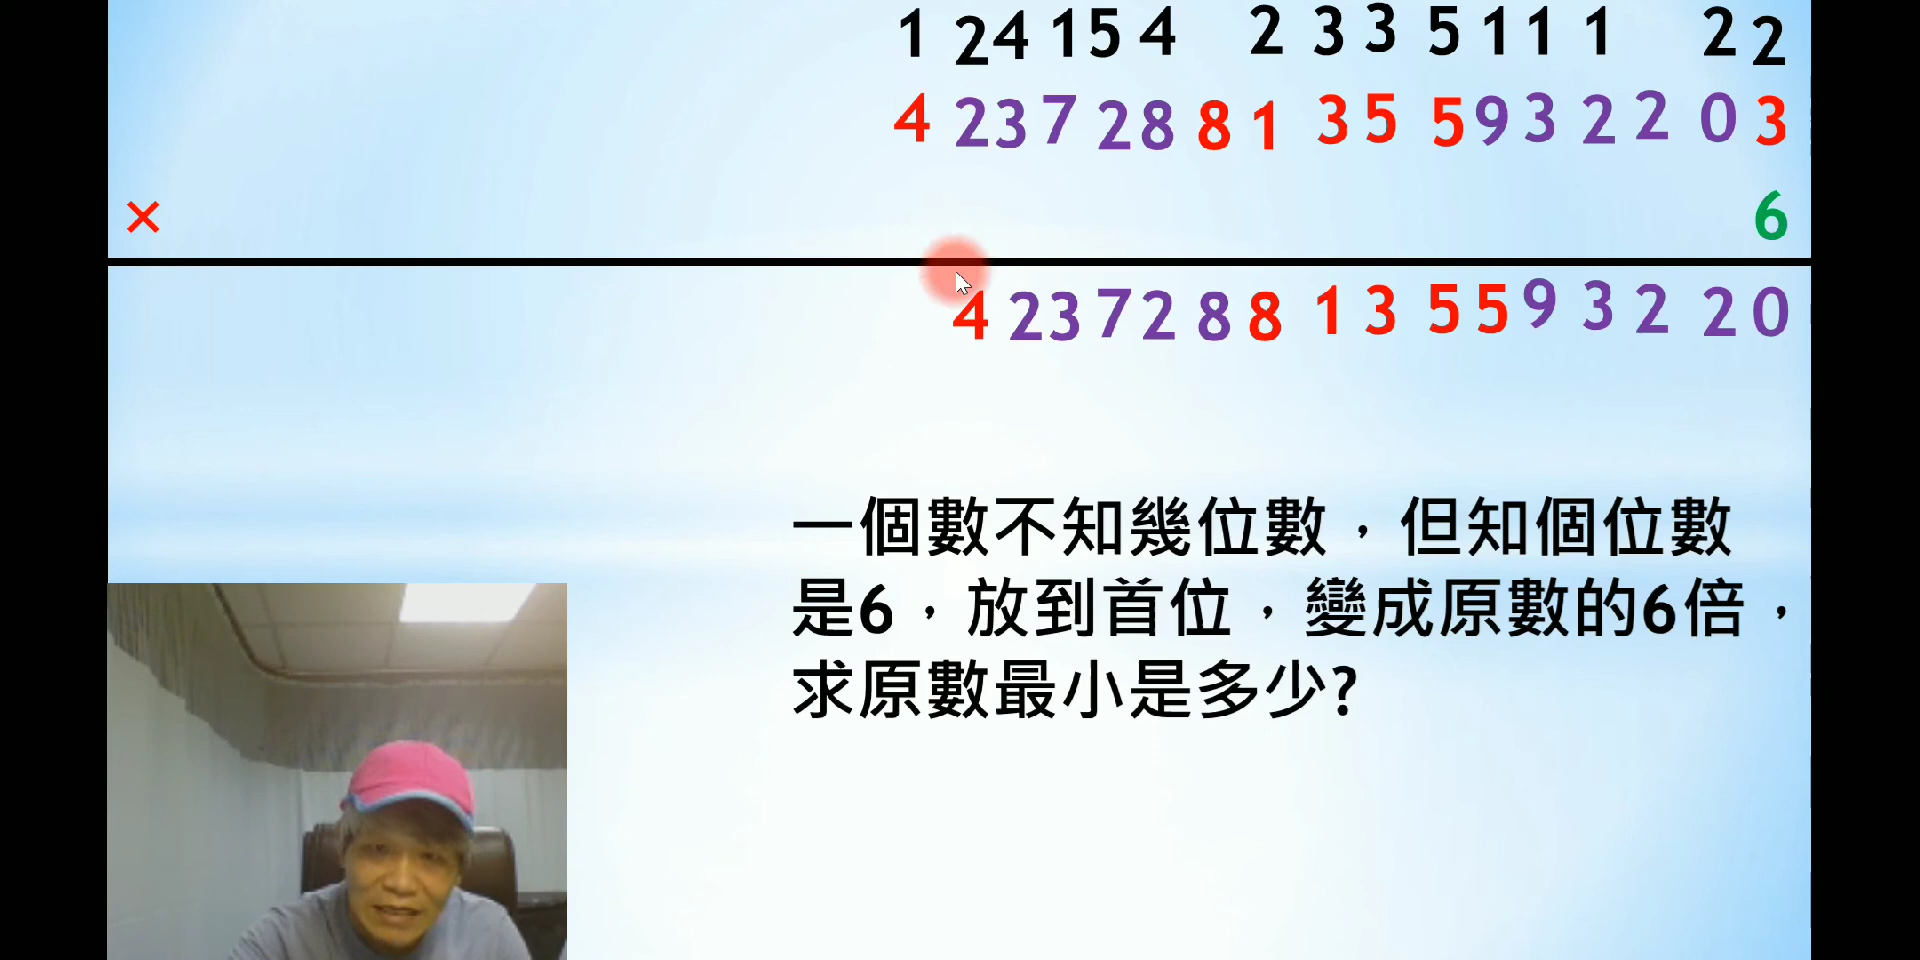 1 24 15 4 2 3 3 5 1 1 1 2 2
4 2 3 7 2 8 8 1 3 5 5 9 3 2 2 0 3
× 6
4 2 3 7 2 8 8 1 3 5 5 9 3 2 2 0
一個數不知幾位數，但知個位數
是6，放到首位，變成原數的6倍，
求原數最小是多少?